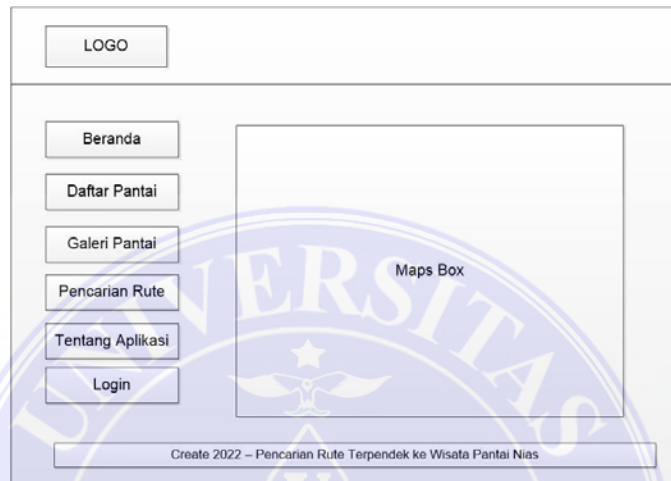 LOGO
Beranda
Daftar Pantai
Galeri Pantai
Pencarian Rute
Tentang Aplikasi
Login
Maps Box
Create 2022 – Pencarian Rute Terpendek ke Wisata Pantai Nias
UNIVERSITAS